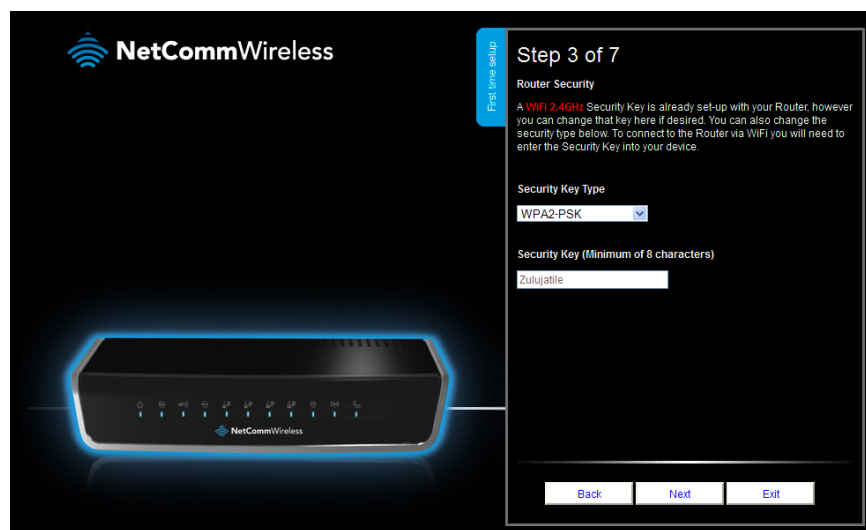 NetCommWireless
First time setup
Step 3 of 7
Router Security
A WiFi 2.4GHz Security Key is already set-up with your Router, however
you can change that key here if desired. You can also change the
security type below. To connect to the Router via WiFi you will need to
enter the Security Key into your device.
Security Key Type
WPA2-PSK
Security Key (Minimum of 8 characters)
Zulujatile
NetCommWireless
Back Next Exit